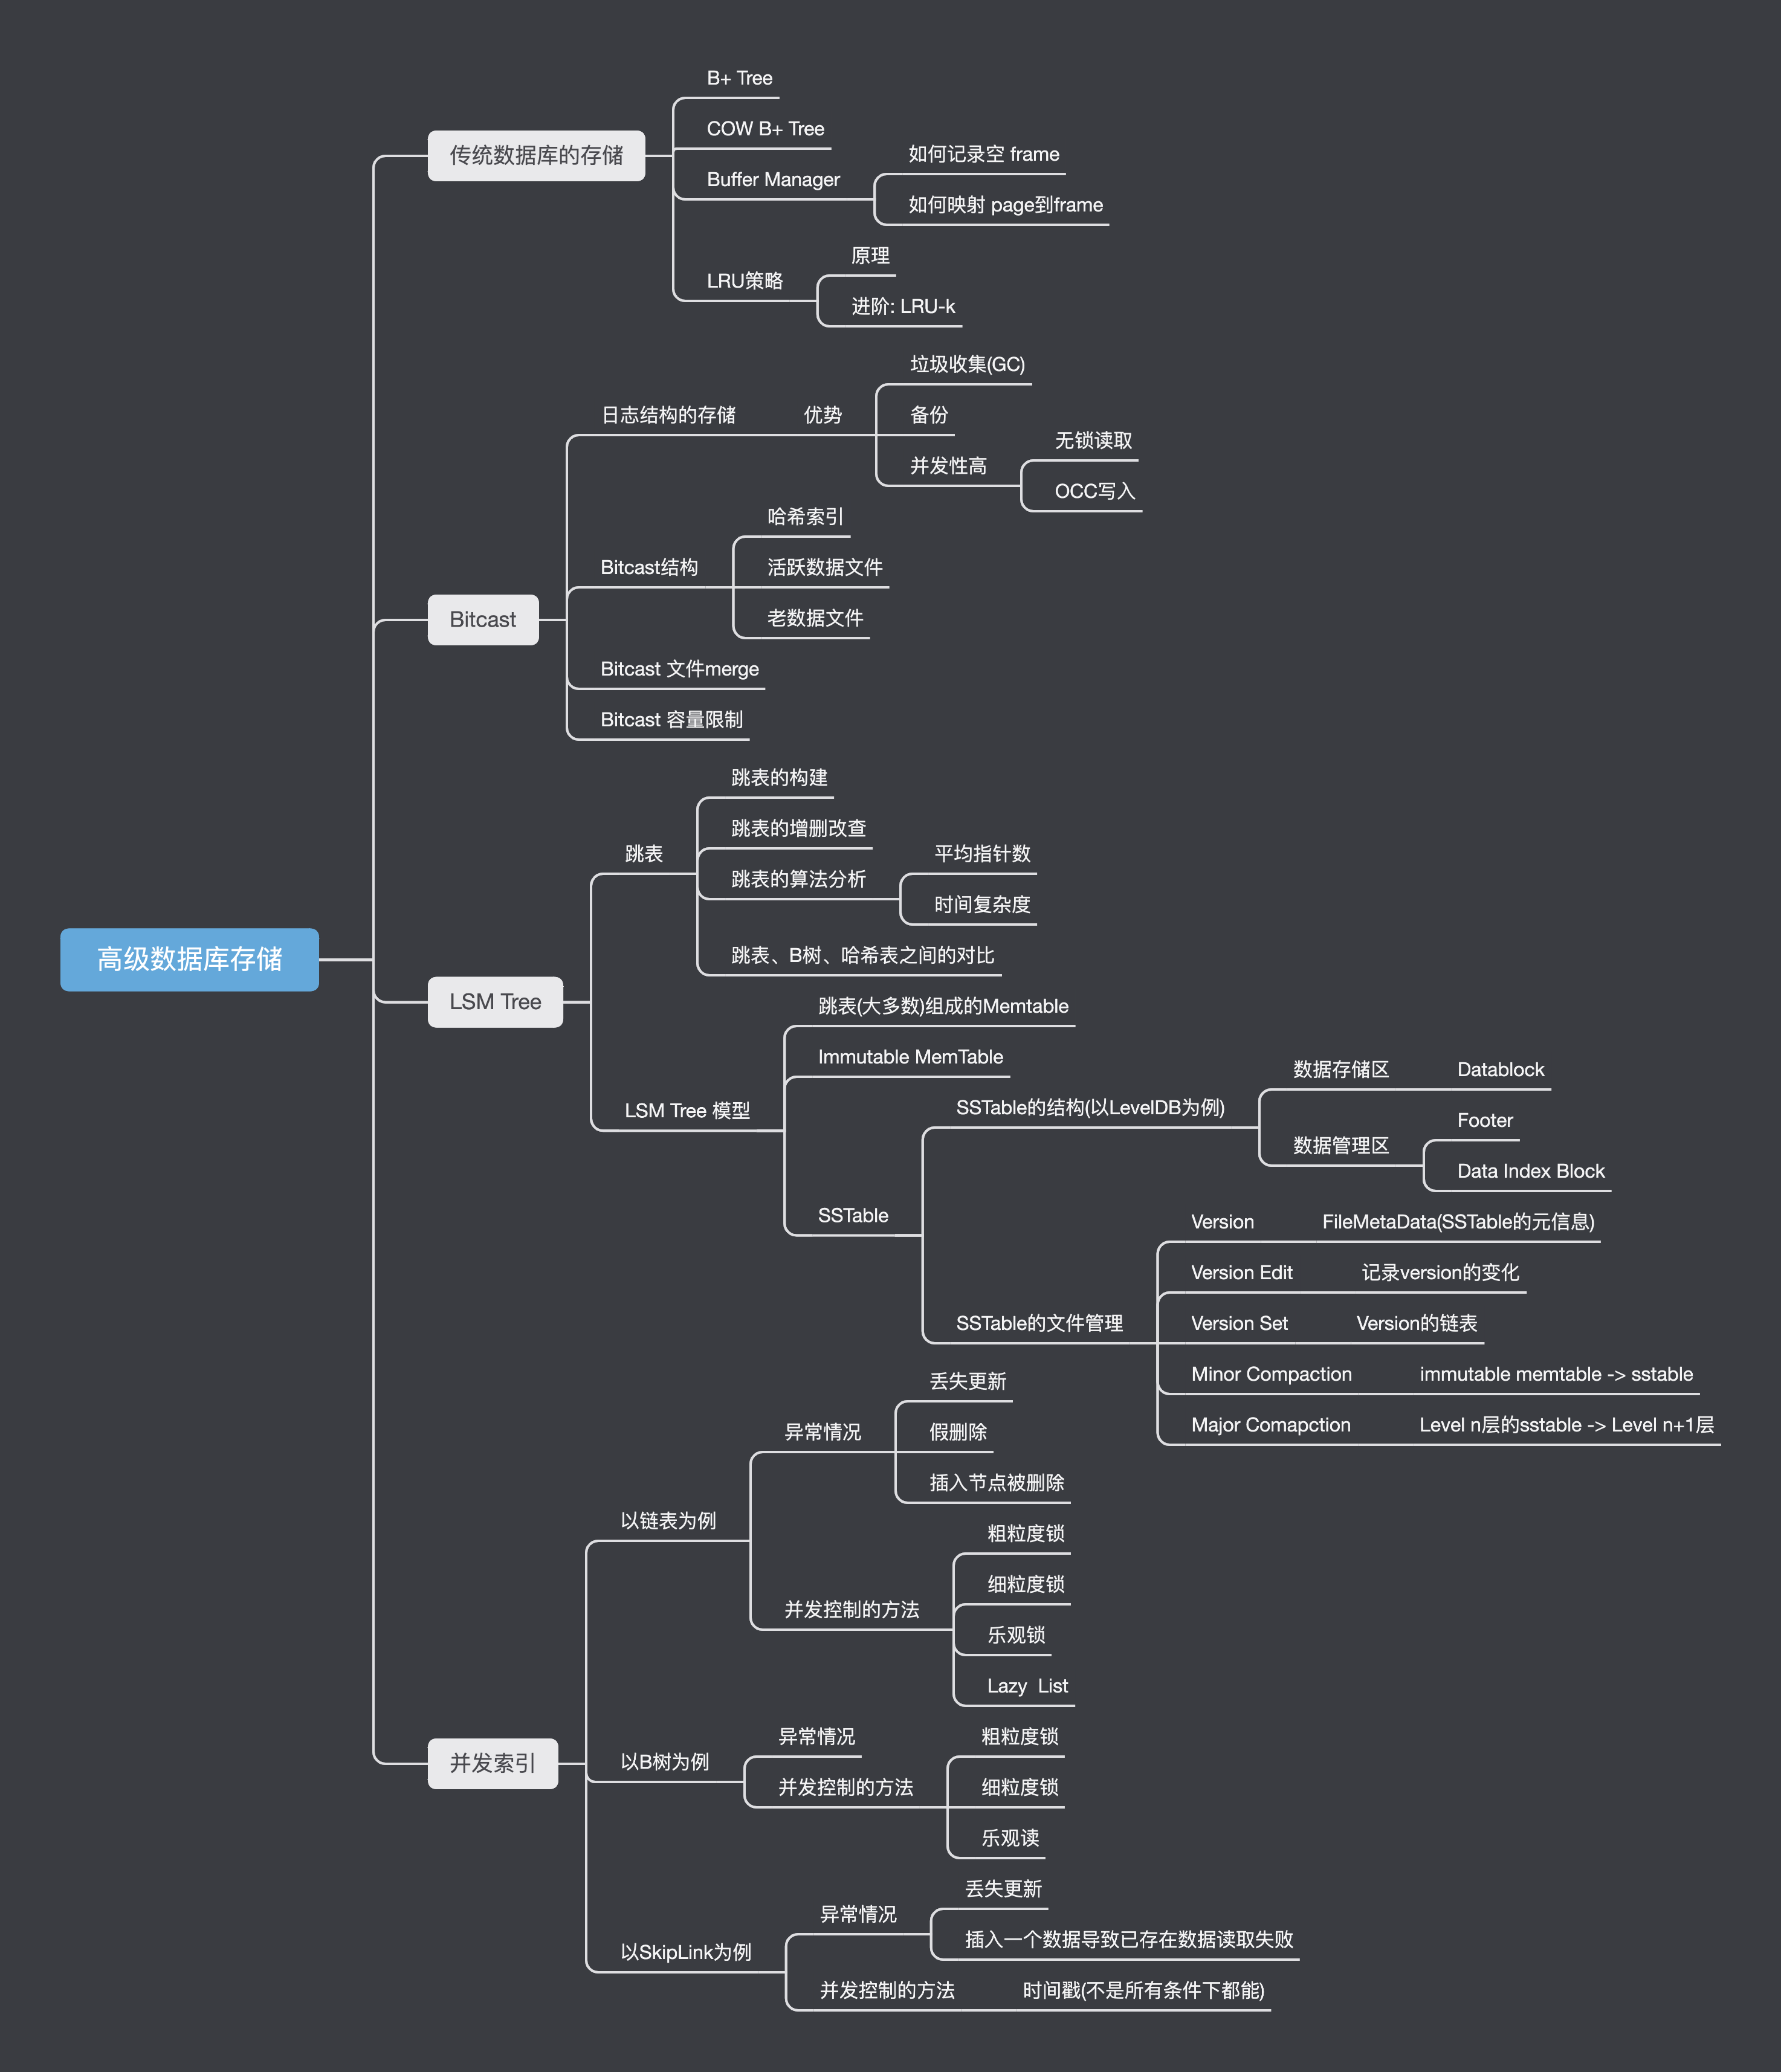 高级数据库存储
传统数据库的存储
B+ Tree
COW B+ Tree
Buffer Manager
如何记录空 frame
如何映射 page到frame
LRU策略
原理
进阶: LRU-k
Bitcast
日志结构的存储
优势
垃圾收集(GC)
备份
并发性高
无锁读取
OCC写入
Bitcast结构
哈希索引
活跃数据文件
老数据文件
Bitcast 文件merge
Bitcast 容量限制
LSM Tree
跳表
跳表的构建
跳表的增删改查
跳表的算法分析
平均指针数
时间复杂度
跳表、B树、哈希表之间的对比
LSM Tree 模型
跳表(大多数)组成的Memtable
Immutable MemTable
SSTable
SSTable的结构(以LevelDB为例)
数据存储区
Datablock
数据管理区
Footer
Data Index Block
SSTable的文件管理
Version
FileMetaData(SSTable的元信息)
Version Edit
记录version的变化
Version Set
Version的链表
Minor Compaction
immutable memtable -> sstable
Major Comapction
Level n层的sstable -> Level n+1层
并发索引
以链表为例
异常情况
丢失更新
假删除
插入节点被删除
并发控制的方法
粗粒度锁
细粒度锁
乐观锁
Lazy  List
以B树为例
异常情况
并发控制的方法
粗粒度锁
细粒度锁
乐观读
以SkipLink为例
异常情况
丢失更新
插入一个数据导致已存在数据读取失败
并发控制的方法
时间戳(不是所有条件下都能)